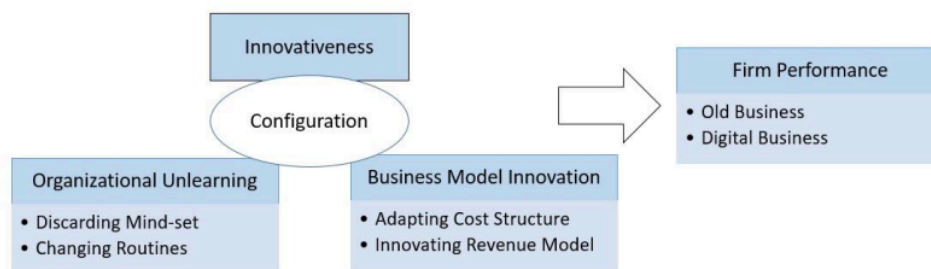 Innovativeness
Configuration
Organizational Unlearning
• Discarding Mind-set
• Changing Routines
Business Model Innovation
• Adapting Cost Structure
• Innovating Revenue Model
Firm Performance
• Old Business
• Digital Business